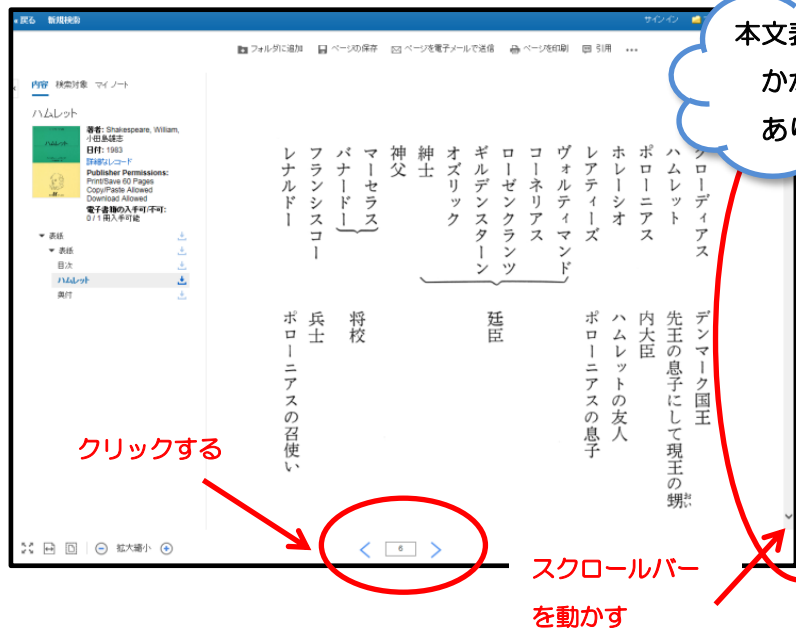 戻る 新規検索
サインイン
フォルダに追加 ページの保存 ページを電子メールで送信 ページを印刷 引用
本文
か
あり
内容 検索対象 マイ ノート
ハムレット
著者: Shakespeare, William,
小田島雄志
日付: 1983
詳細なレコード
Publisher Permissions:
Print/Save 60 Pages
Copy/Paste Allowed
Download Allowed
電子書籍の入手可/不可:
0 / 1 冊入手可能
表紙
表紙
目次
ハムレット
奥付
クローディアス デンマーク国王
ハムレット 先王の息子にして現王の甥
おい
ポローニアス 内大臣
ホレーシオ ハムレットの友人
レアティーズ ポローニアスの息子
ヴォルティマンド
コーネリアス
ローゼンクランツ
ギルデンスターン
オズリック
紳士
廷臣
神父
マーセラス
バナードー
将校
フランシスコー 兵士
レナルドー ポローニアスの召使い
クリックする
拡大縮小
6
スクロールバー
を動かす